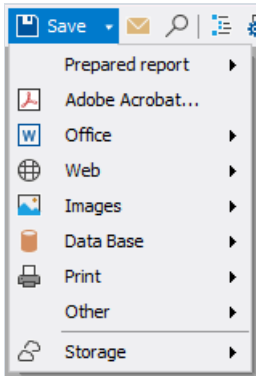 Save
Prepared report
Adobe Acrobat...
W Office
Web
Images
Data Base
Print
Other
Storage